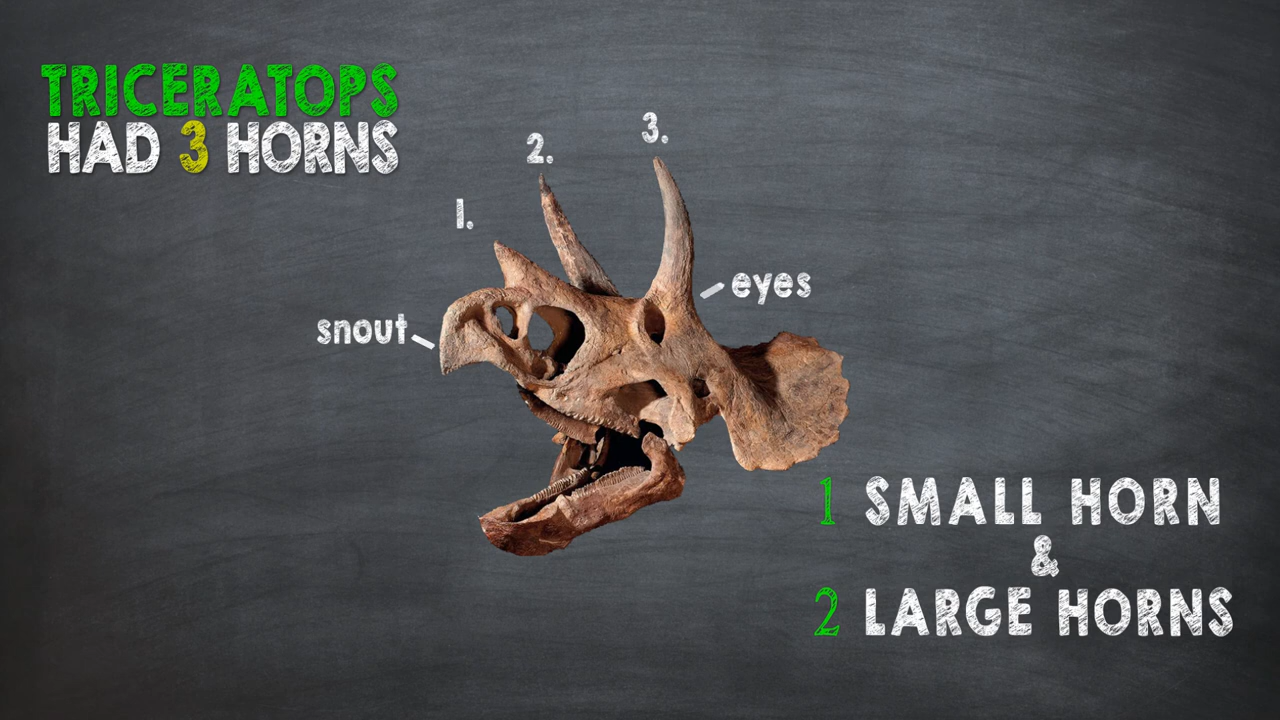 TRICERATOPS
HAD 3 HORNS
1.
2.
3.
snout
eyes
1 SMALL HORN
&
2 LARGE HORNS